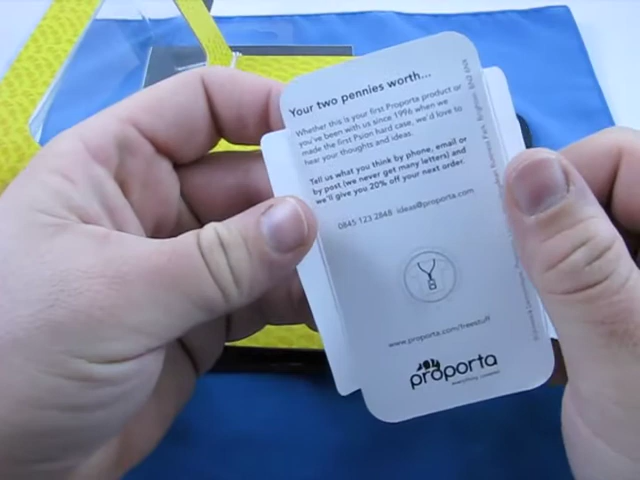 Your two pennies worth...
Whether this is your first Proporta product or
you've been with us since 1996 when we
made the first Psion hard case, we'd love to
hear your thoughts and ideas.
Tell us what you think by phone, email or
by post (we never get many letters) and
we'll give you 20% off your next order.
0845 123 2848 ideas@proporta.com
www.proporta.com/freestuff
proporta